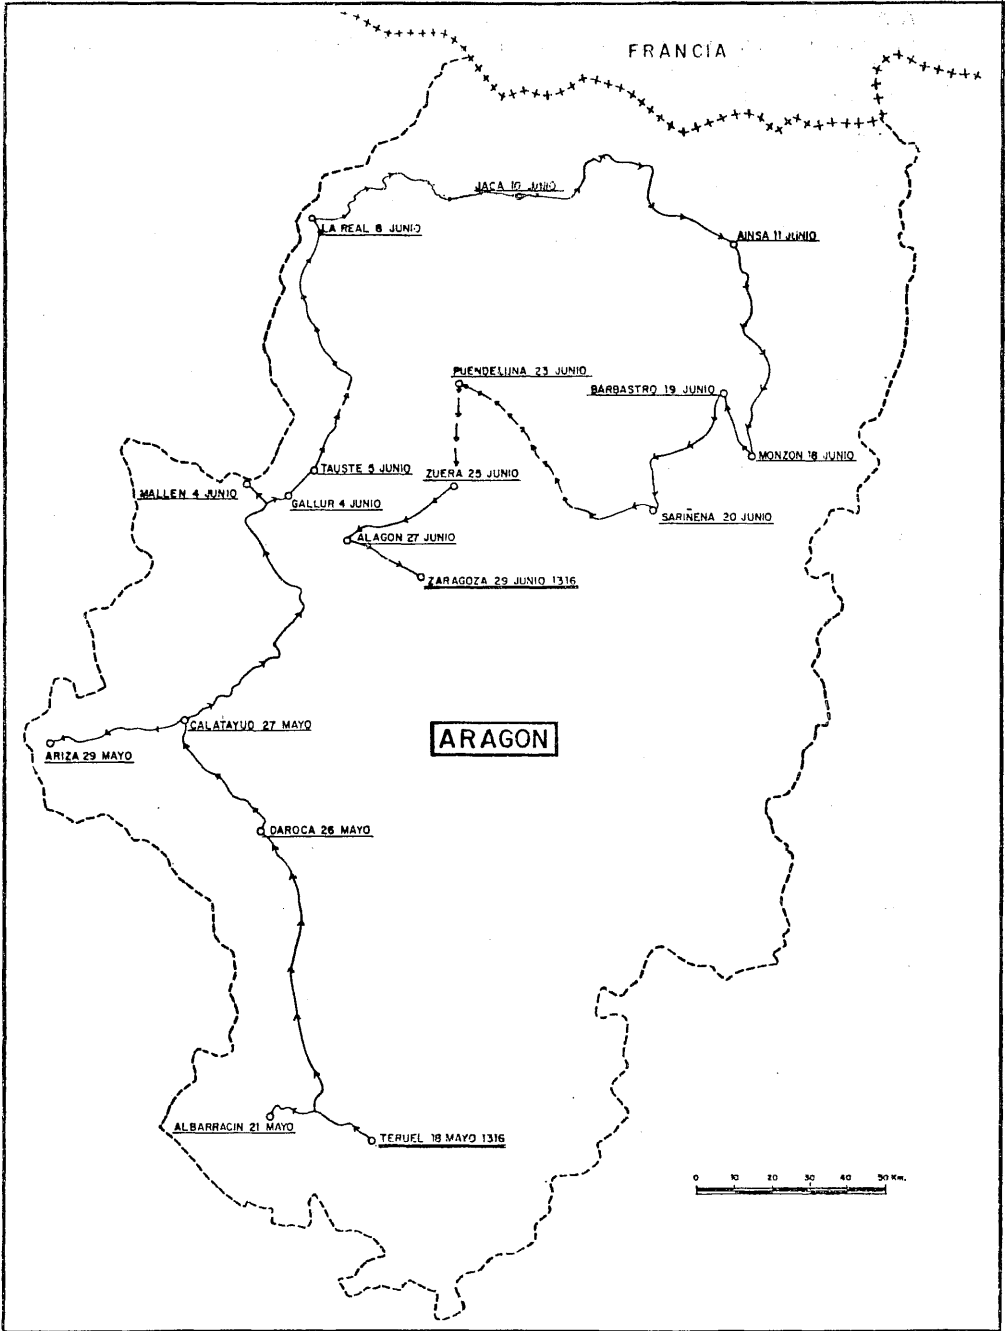 FRANCIA
JACA 10 JUNIO
LA REAL 8 JUNIO
AINSA 11 JUNIO
PUENDELUNA 23 JUNIO
BARBASTRO 19 JUNIO
MONZON 18 JUNIO
TAUSTE 5 JUNIO
ZUERA 25 JUNIO
MALLEN 4 JUNIO
GALLUR 4 JUNIO
SARIÑENA 20 JUNIO
ALAGON 27 JUNIO
ZARAGOZA 29 JUNIO 1316
CALATAYUD 27 MAYO
ARAGON
ARIZA 29 MAYO
DAROCA 26 MAYO
ALBARRACIN 21 MAYO
TERUEL 18 MAYO 1316
0 10 20 30 40 50 Km.